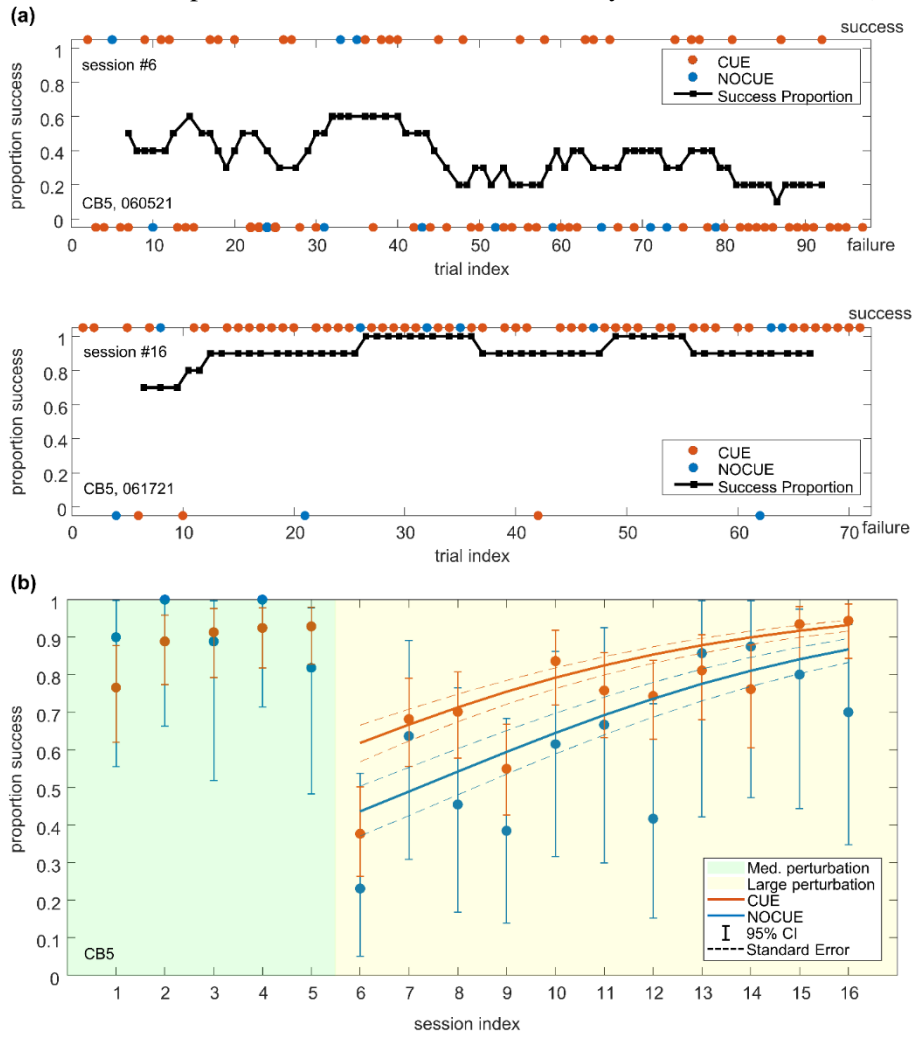 (a)
success
1
0.8
0.6
0.4
0.2
0
proportion success
session #6
CUE
NOCUE
Success Proportion
CB5, 060521
0 10 20 30 40 50 60 70 80 90
failure
trial index
success
1
0.8
0.6
0.4
0.2
0
proportion success
session #16
CUE
NOCUE
Success Proportion
CB5, 061721
0 10 20 30 40 50 60 70
failure
trial index
(b)
1
0.9
0.8
0.7
0.6
0.5
0.4
0.3
0.2
0.1
0
proportion success
Med. perturbation
Large perturbation
CUE
NOCUE
95% CI
Standard Error
CB5
1 2 3 4 5 6 7 8 9 10 11 12 13 14 15 16
session index